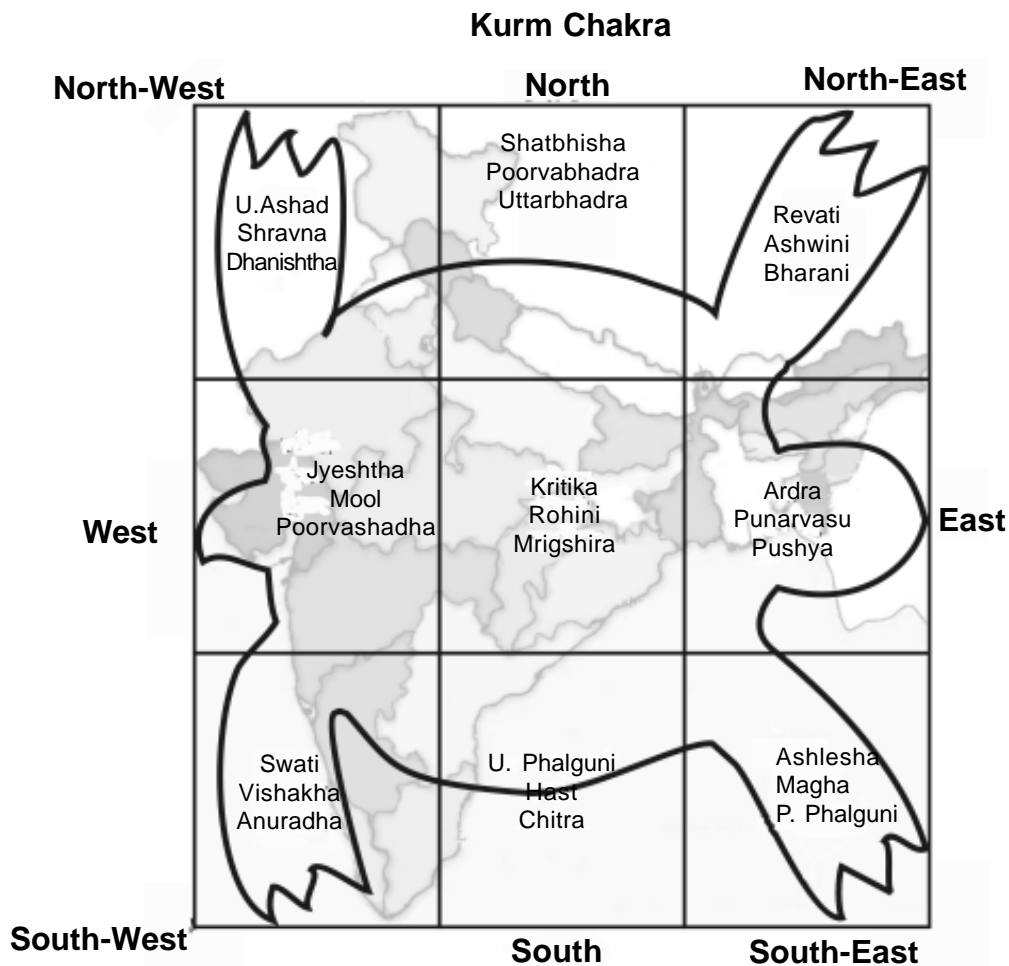 Kurm Chakra
North-West
North
North-East
Shatbhisha
Poorvabhadra
Uttarbhadra
U.Ashad
Shravna
Dhanishtha
Revati
Ashwini
Bharani
West
Jyeshtha
Mool
Poorvashadha
Kritika
Rohini
Mrigshira
Ardra
Punarvasu
Pushya
East
Swati
Vishakha
Anuradha
U. Phalguni
Hast
Chitra
Ashlesha
Magha
P. Phalguni
South-West
South
South-East